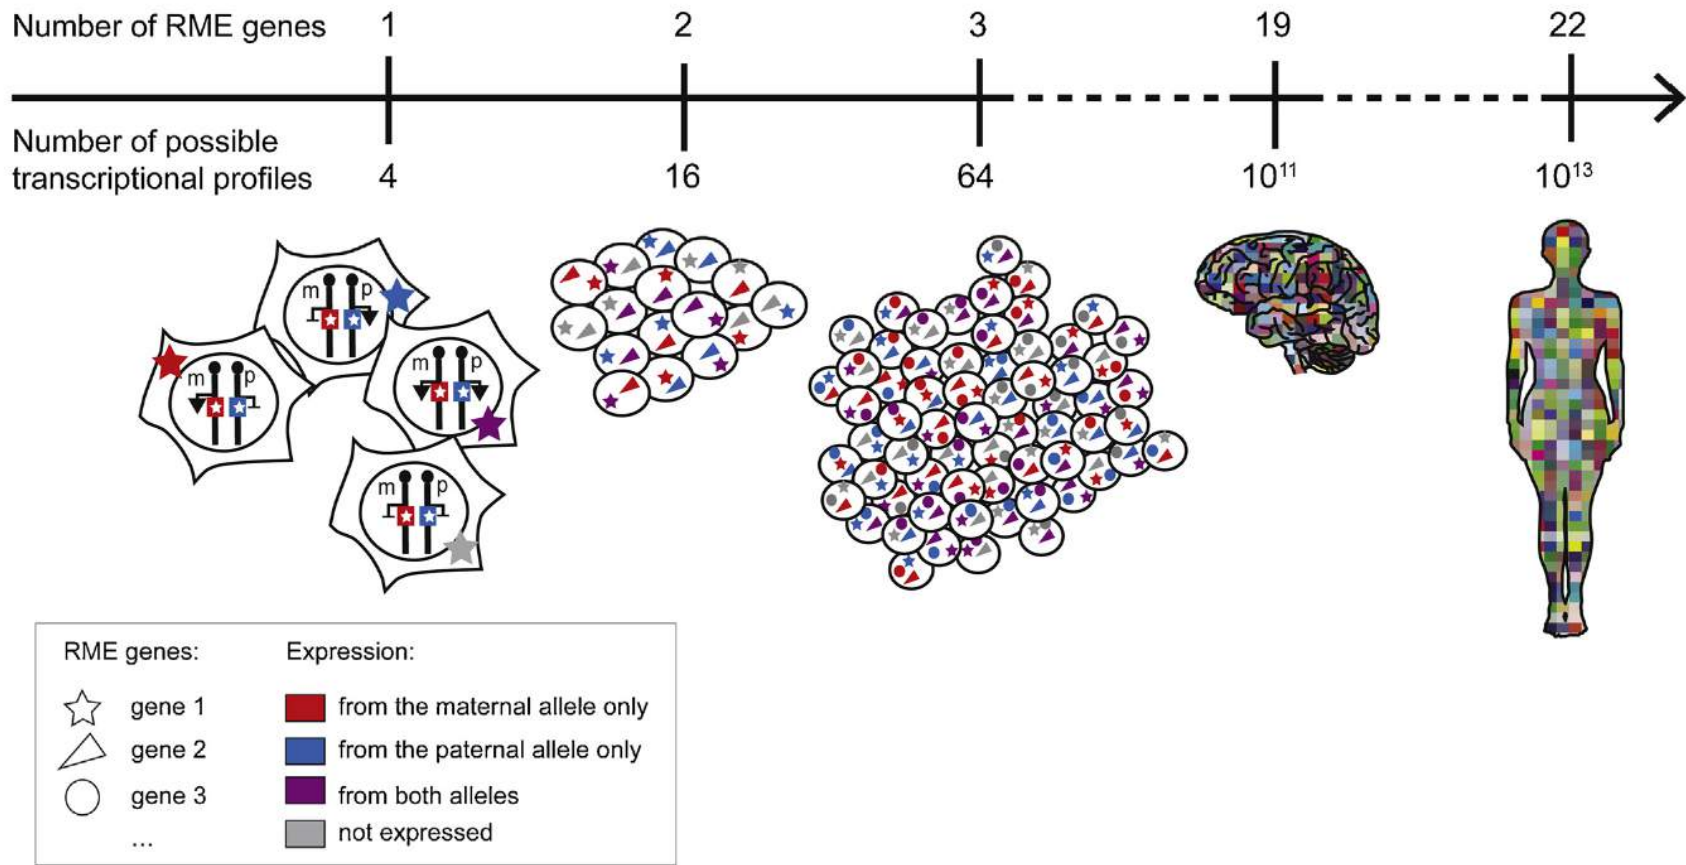 Number of RME genes 1 2 3 19 22
Number of possible
transcriptional profiles 4 16 64 10¹¹ 10¹³
m p
m p
m p
m p
RME genes: Expression:
gene 1 from the maternal allele only
gene 2 from the paternal allele only
gene 3 from both alleles
... not expressed